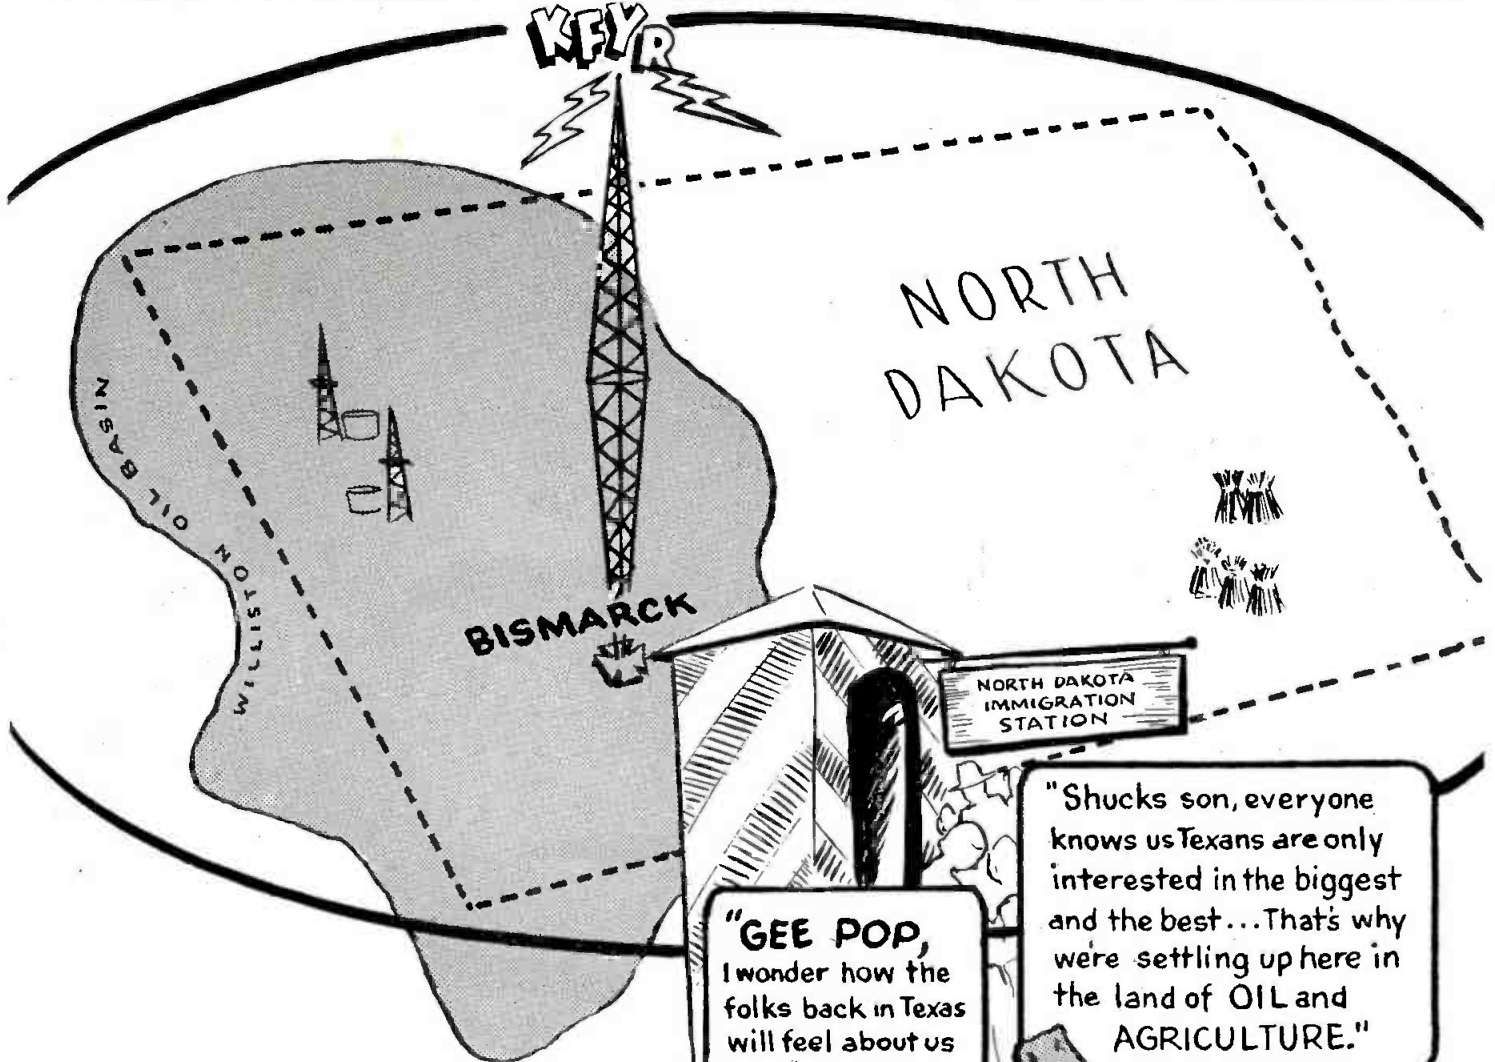 KFYR
NORTH
DAKOTA
WILLISTON OIL BASIN
BISMARCK
NORTH DAKOTA
IMMIGRATION
STATION
"GEE POP,
I wonder how the
folks back in Texas
will feel about us
"Shucks son, everyone
knows us Texans are only
interested in the biggest
and the best...That's why
we're settling up here in
the land of OIL and
AGRICULTURE."